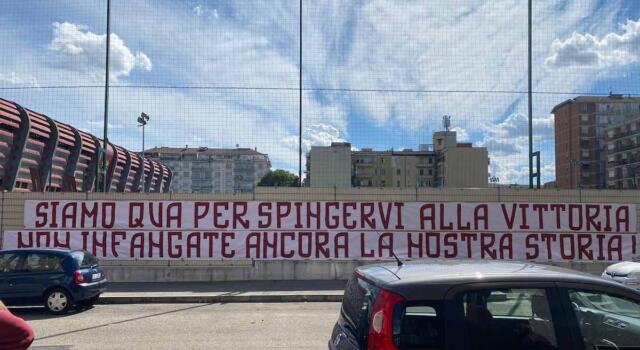 SIAMO QUA PER SPINGERVI ALLA VITTORIA
NON INFANGATE ANCORA LA NOSTRA STORIA